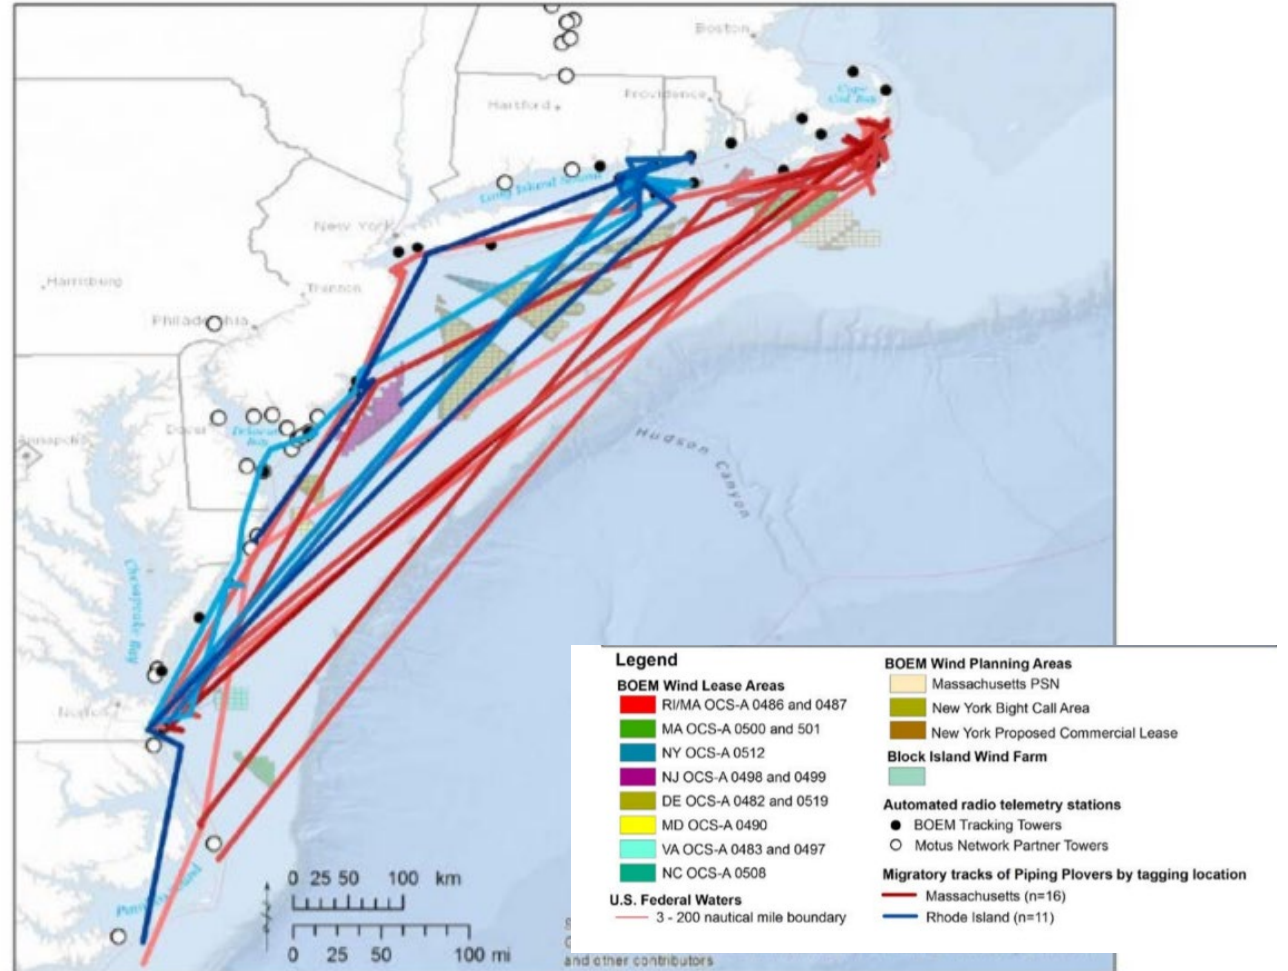 Boston
Cape
Cod Bay
Hartford
Providence
Long Island Sound
New York
Harrisburg
Trenton
Philadelphia
Dover
Delaware
Bay
Annapolis
Hudson Canyon
Chesapeake Bay
Norfolk
0 25 50 100 km
0 25 50 100 mi
and other contributors
Legend
BOEM Wind Lease Areas
RI/MA OCS-A 0486 and 0487
MA OCS-A 0500 and 501
NY OCS-A 0512
NJ OCS-A 0498 and 0499
DE OCS-A 0482 and 0519
MD OCS-A 0490
VA OCS-A 0483 and 0497
NC OCS-A 0508
U.S. Federal Waters
3 - 200 nautical mile boundary
BOEM Wind Planning Areas
Massachusetts PSN
New York Bight Call Area
New York Proposed Commercial Lease
Block Island Wind Farm
Automated radio telemetry stations
BOEM Tracking Towers
Motus Network Partner Towers
Migratory tracks of Piping Plovers by tagging location
Massachusetts (n=16)
Rhode Island (n=11)